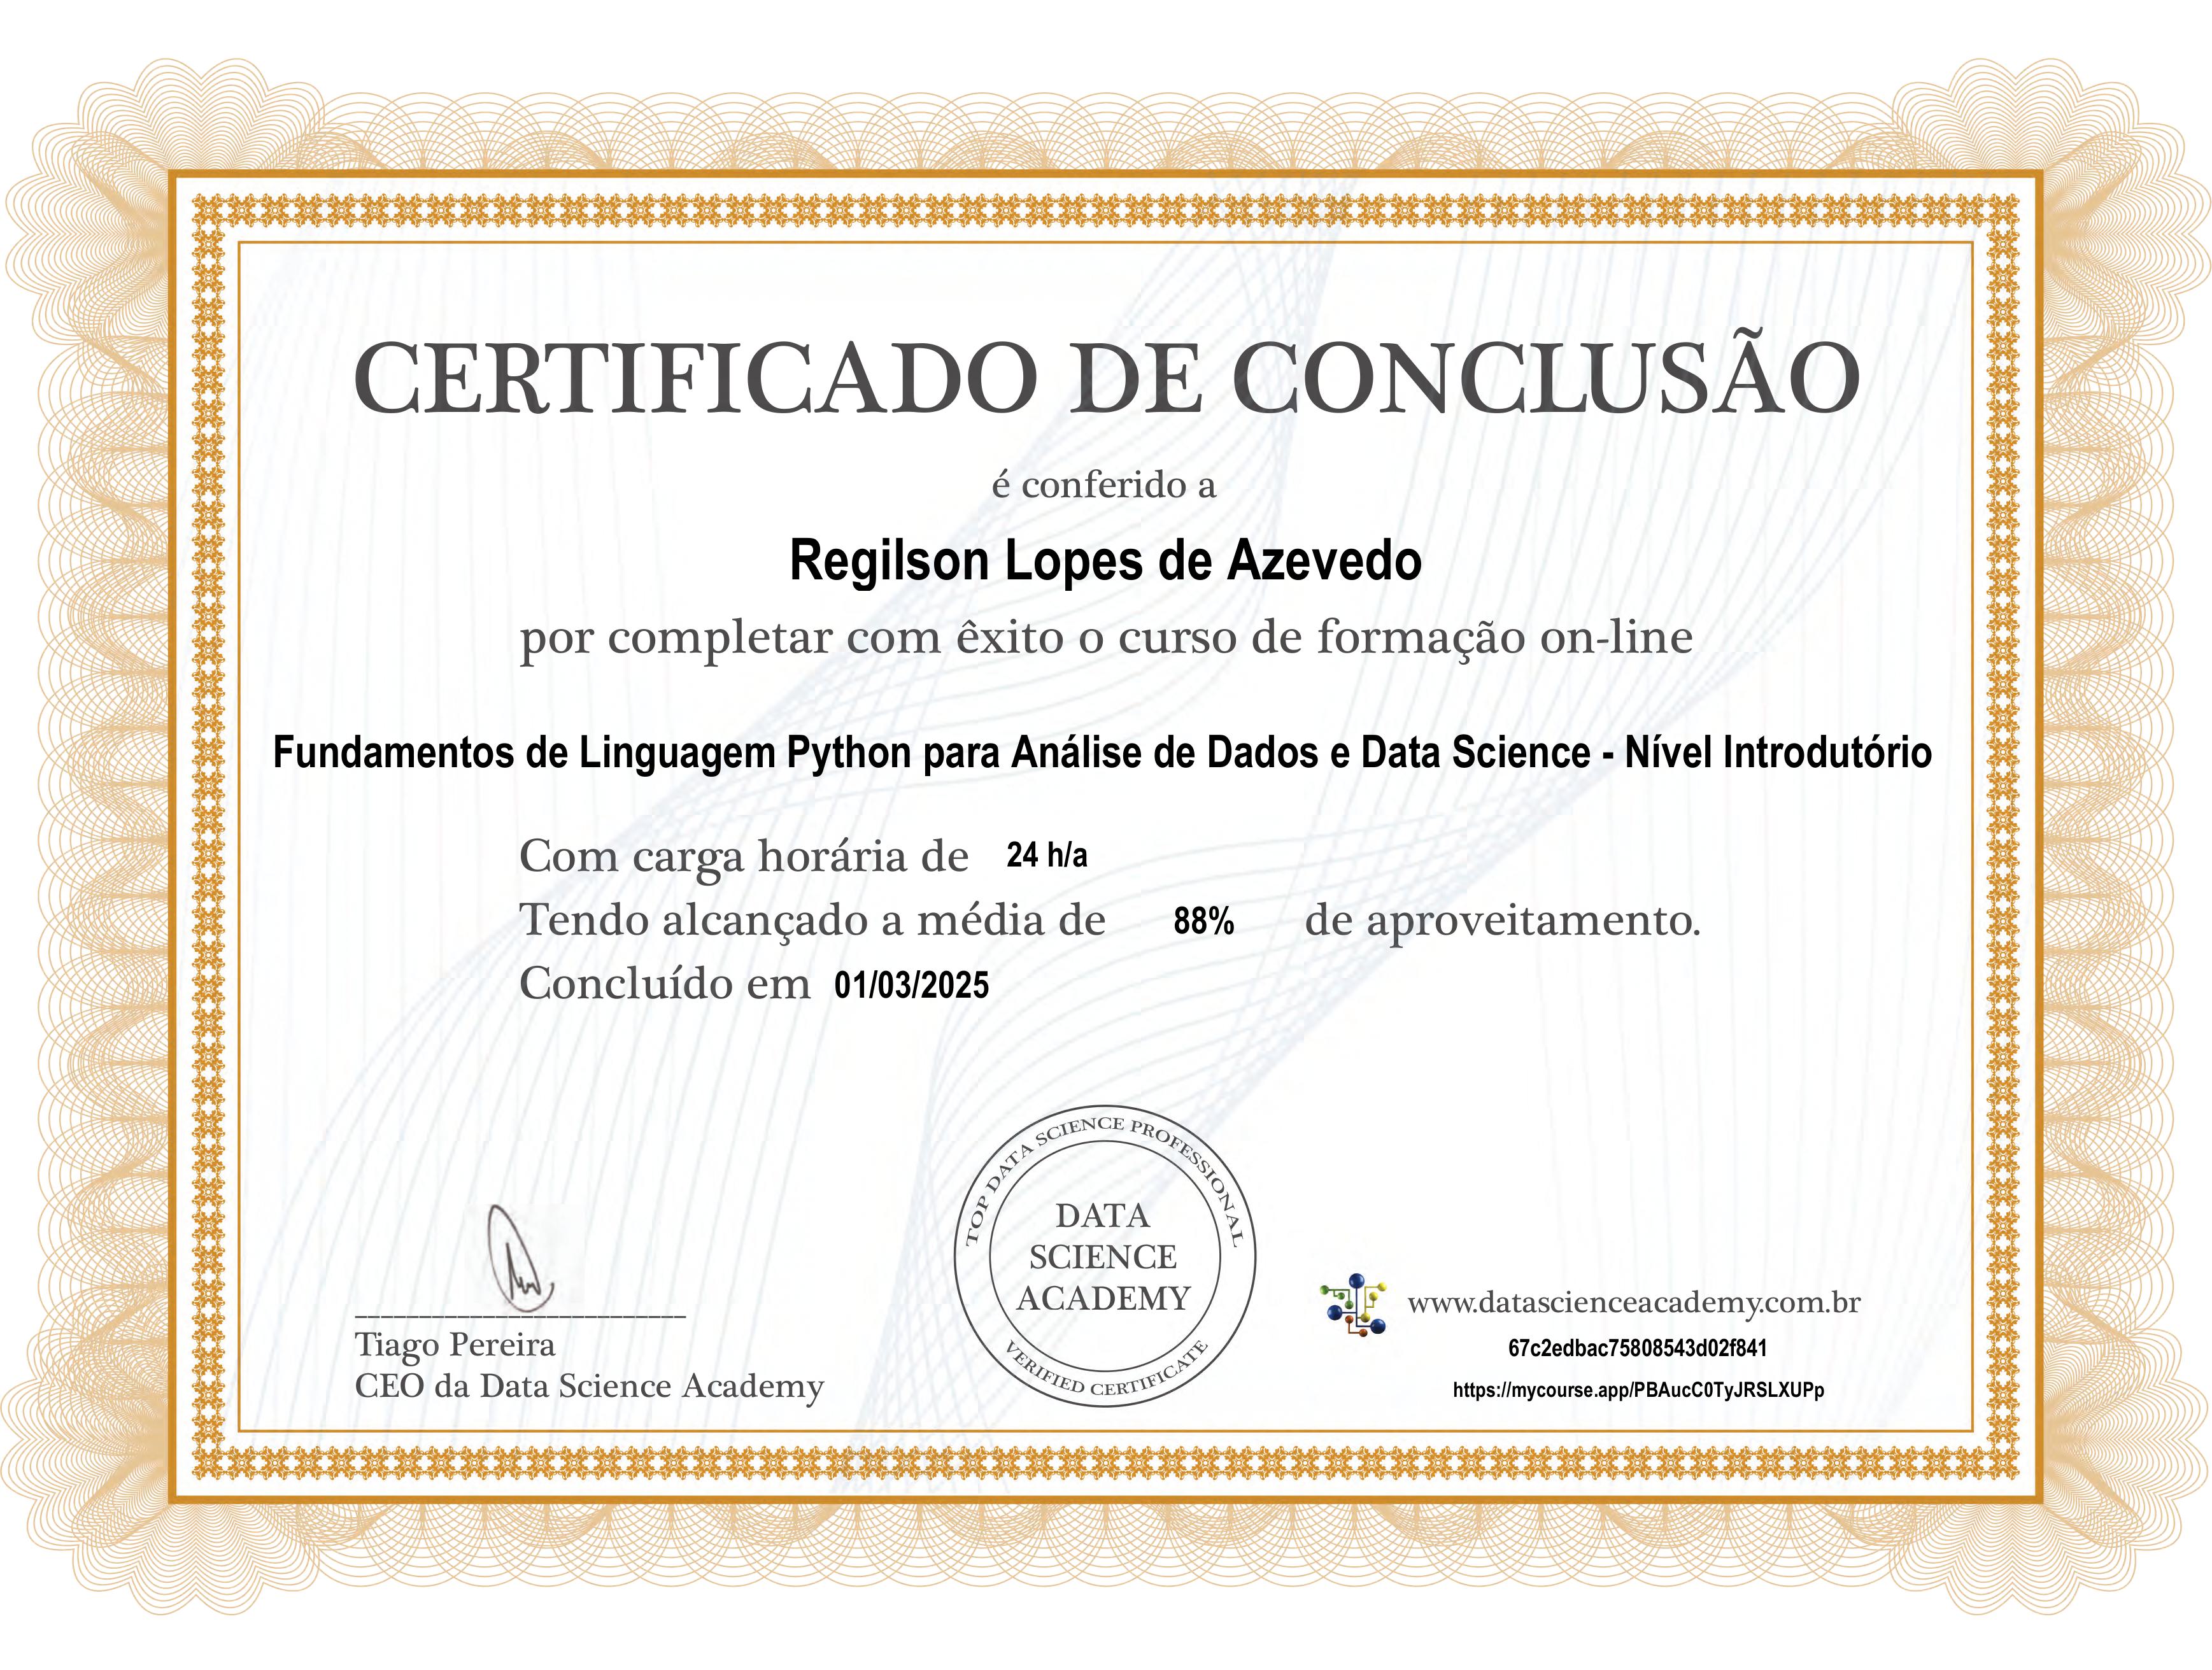 CERTIFICADO DE CONCLUSÃO
é conferido a
Regilson Lopes de Azevedo
por completar com êxito o curso de formação on-line
Fundamentos de Linguagem Python para Análise de Dados e Data Science - Nível Introdutório
Com carga horária de 24 h/a
Tendo alcançado a média de 88% de aproveitamento.
Concluído em 01/03/2025
Tiago Pereira
CEO da Data Science Academy
TOP DATA SCIENCE PROFESSIONAL
DATA
SCIENCE
ACADEMY
VERIFIED CERTIFICATE
www.datascienceacademy.com.br
67c2edbac75808543d02f841
https://mycourse.app/PBAucC0TyJRSLXUPp